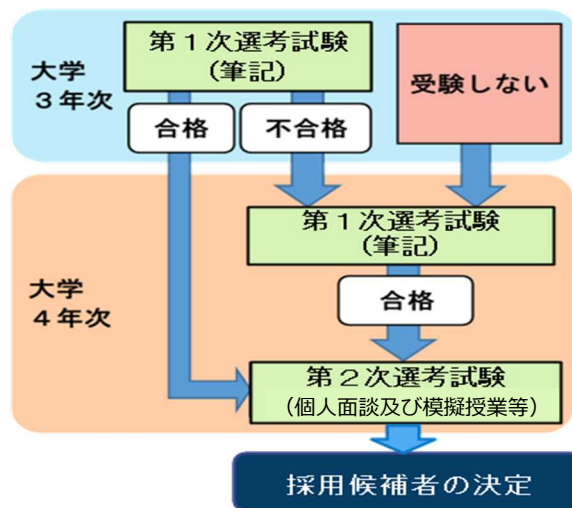 大学
３年次
第１次選考試験
(筆記)
受験しない
合格
不合格
大学
４年次
第１次選考試験
(筆記)
合格
第２次選考試験
（個人面談及び模擬授業等）
採用候補者の決定